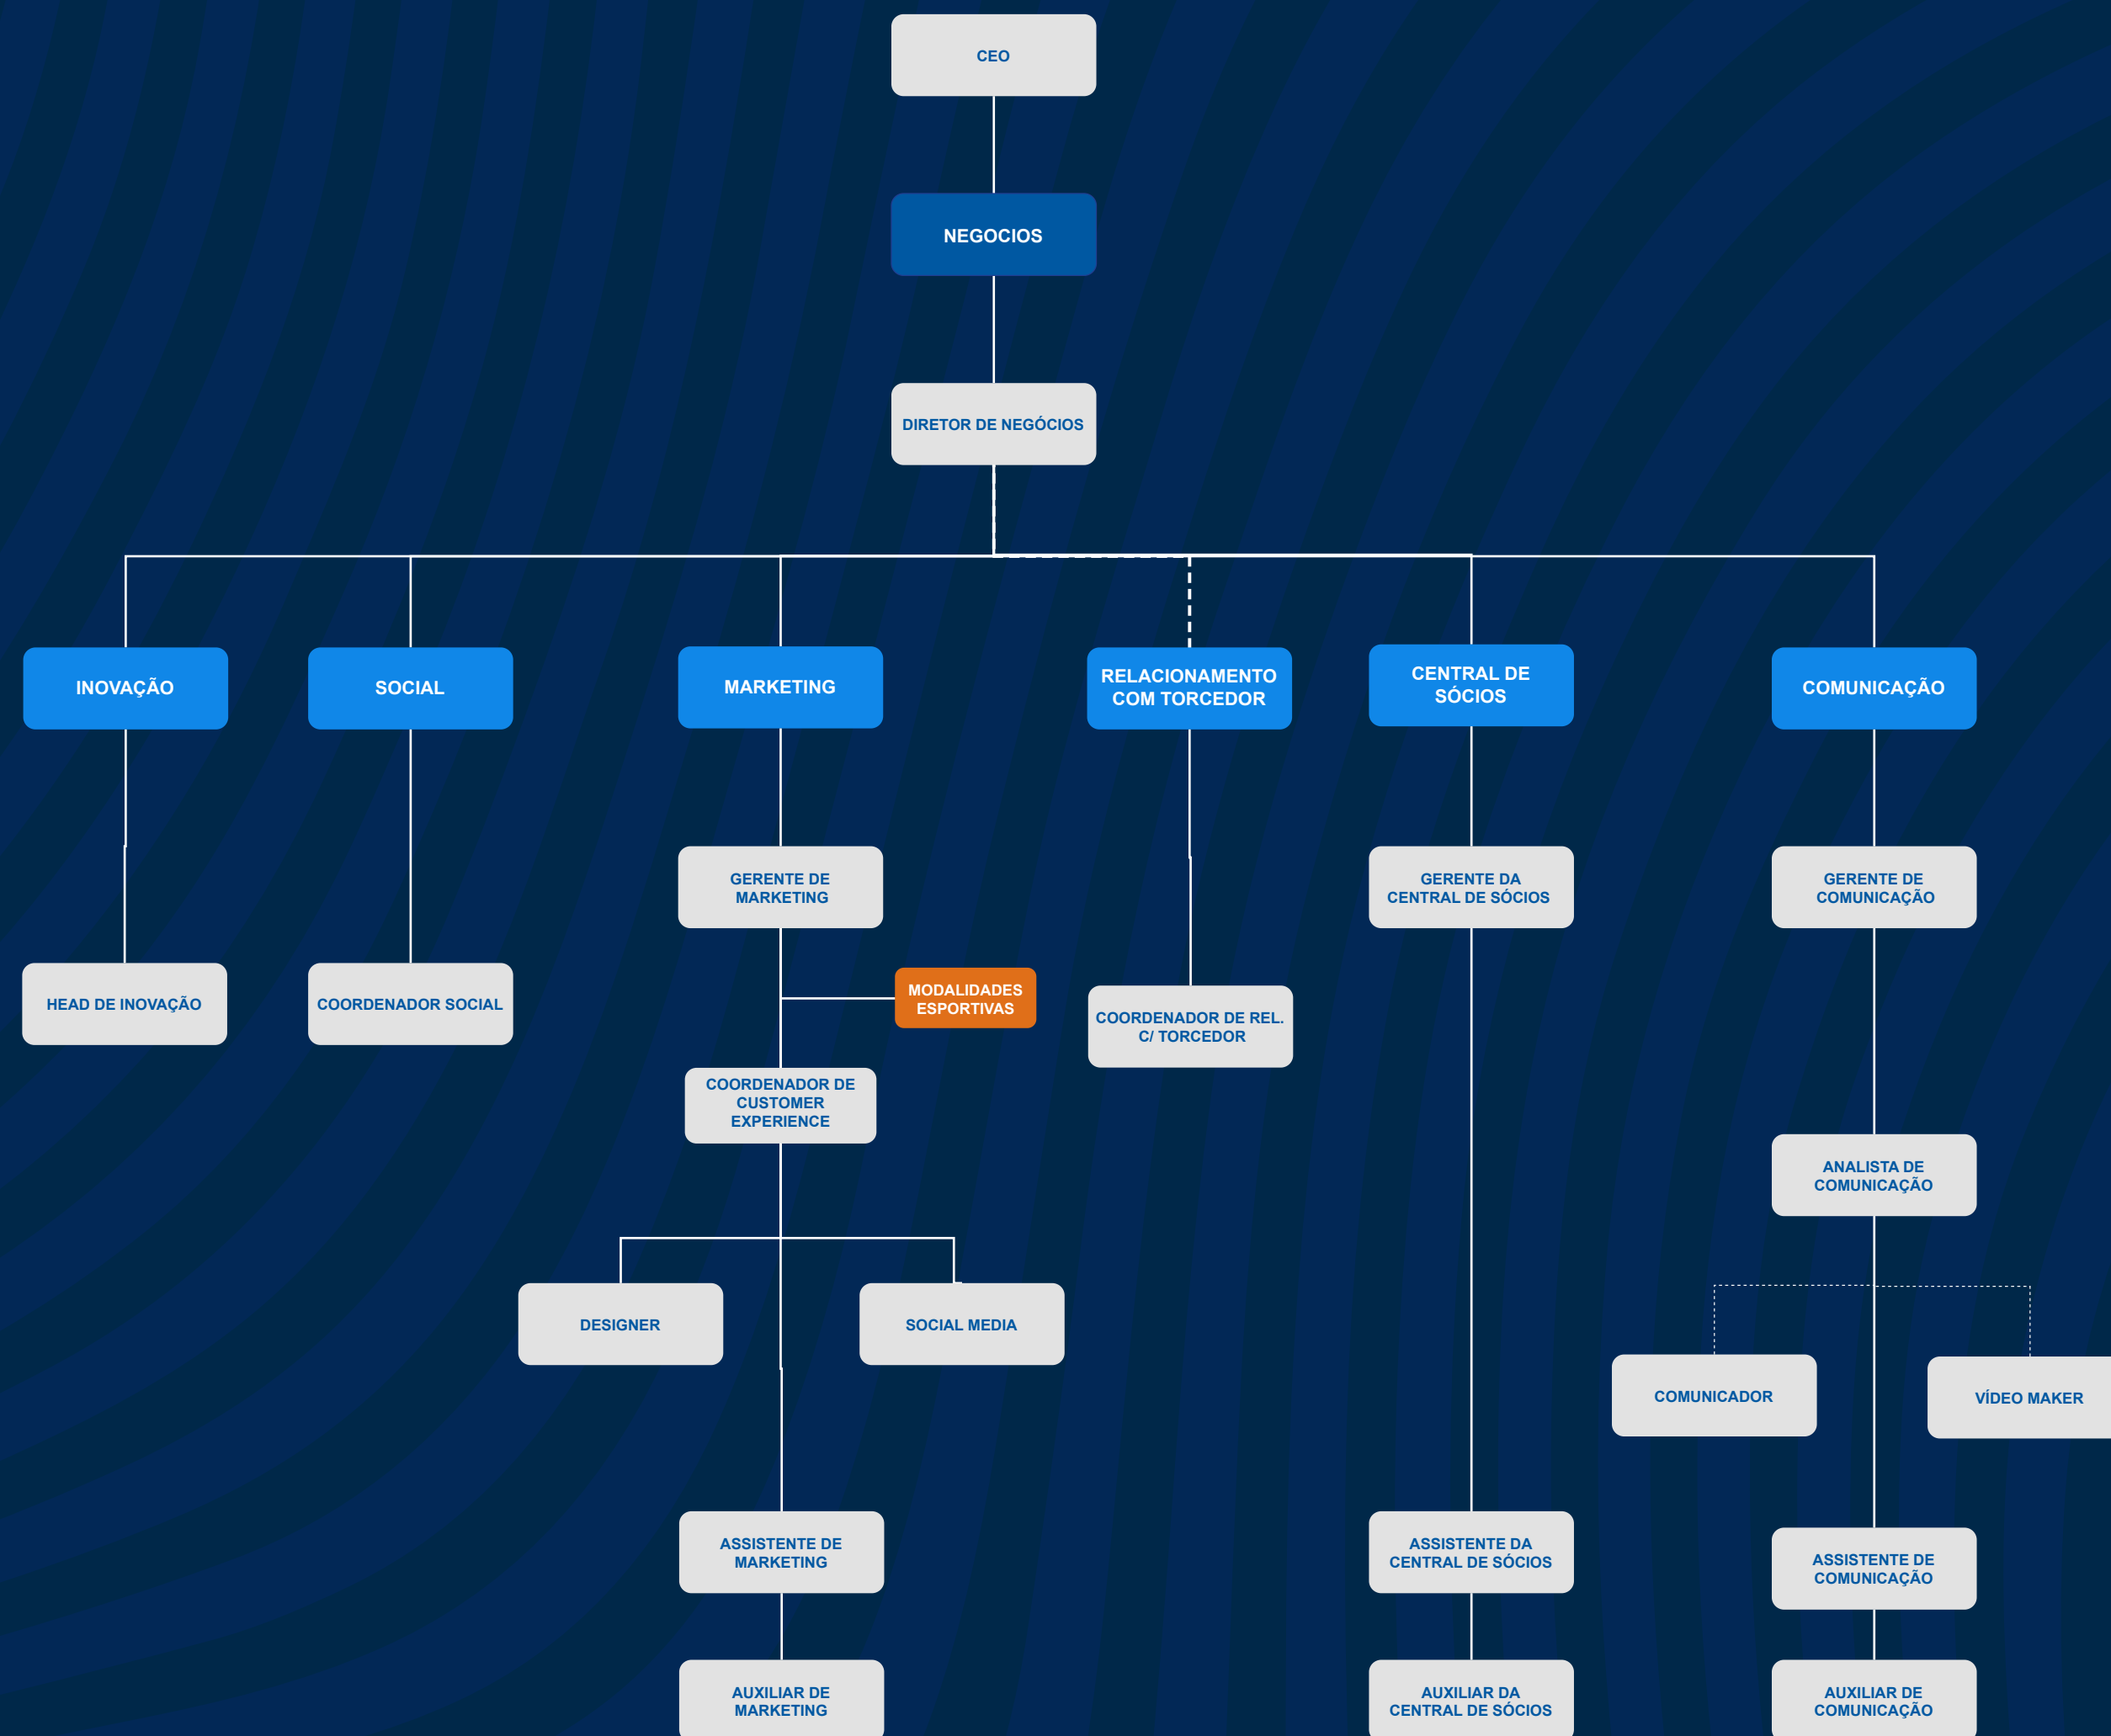 CEO
NEGOCIOS
DIRETOR DE NEGÓCIOS
INOVAÇÃO
SOCIAL
MARKETING
RELACIONAMENTO
COM TORCEDOR
CENTRAL DE
SÓCIOS
COMUNICAÇÃO
GERENTE DE
MARKETING
GERENTE DA
CENTRAL DE SÓCIOS
GERENTE DE
COMUNICAÇÃO
HEAD DE INOVAÇÃO
COORDENADOR SOCIAL
MODALIDADES
ESPORTIVAS
COORDENADOR DE REL.
C/ TORCEDOR
COORDENADOR DE
CUSTOMER
EXPERIENCE
ANALISTA DE
COMUNICAÇÃO
DESIGNER
SOCIAL MEDIA
COMUNICADOR
VÍDEO MAKER
ASSISTENTE DE
MARKETING
ASSISTENTE DA
CENTRAL DE SÓCIOS
ASSISTENTE DE
COMUNICAÇÃO
AUXILIAR DE
MARKETING
AUXILIAR DA
CENTRAL DE SÓCIOS
AUXILIAR DE
COMUNICAÇÃO